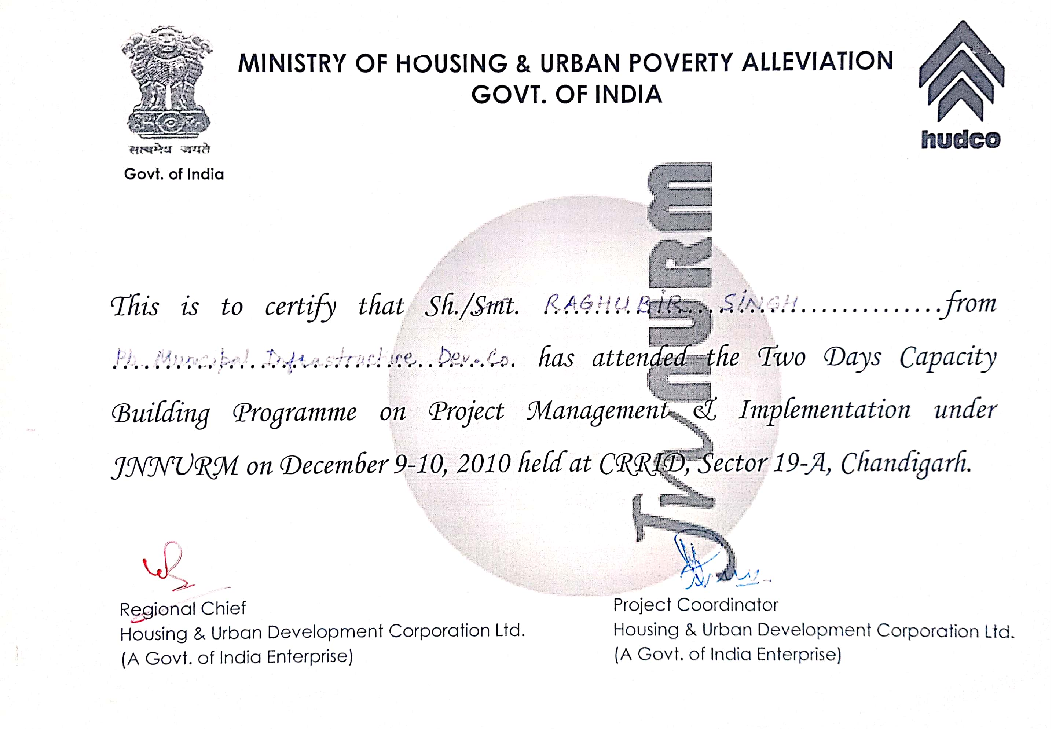 MINISTRY OF HOUSING & URBAN POVERTY ALLEVIATION
GOVT. OF INDIA
सत्यमेव जयते
Govt. of India
hudco
JNNURM
This is to certify that Sh./Smt. RAGHUBIR SINGH from
Pb. Municipal Infrastructure Dev. Co. has attended the Two Days Capacity
Building Programme on Project Management & Implementation under
JNNURM on December 9-10, 2010 held at CRRID, Sector 19-A, Chandigarh.
Regional Chief
Housing & Urban Development Corporation Ltd.
(A Govt. of India Enterprise)
Project Coordinator
Housing & Urban Development Corporation Ltd.
(A Govt. of India Enterprise)